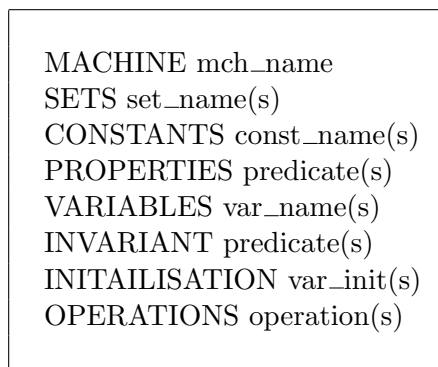 MACHINE mch_name
SETS set_name(s)
CONSTANTS const_name(s)
PROPERTIES predicate(s)
VARIABLES var_name(s)
INVARIANT predicate(s)
INITAILISATION var_init(s)
OPERATIONS operation(s)